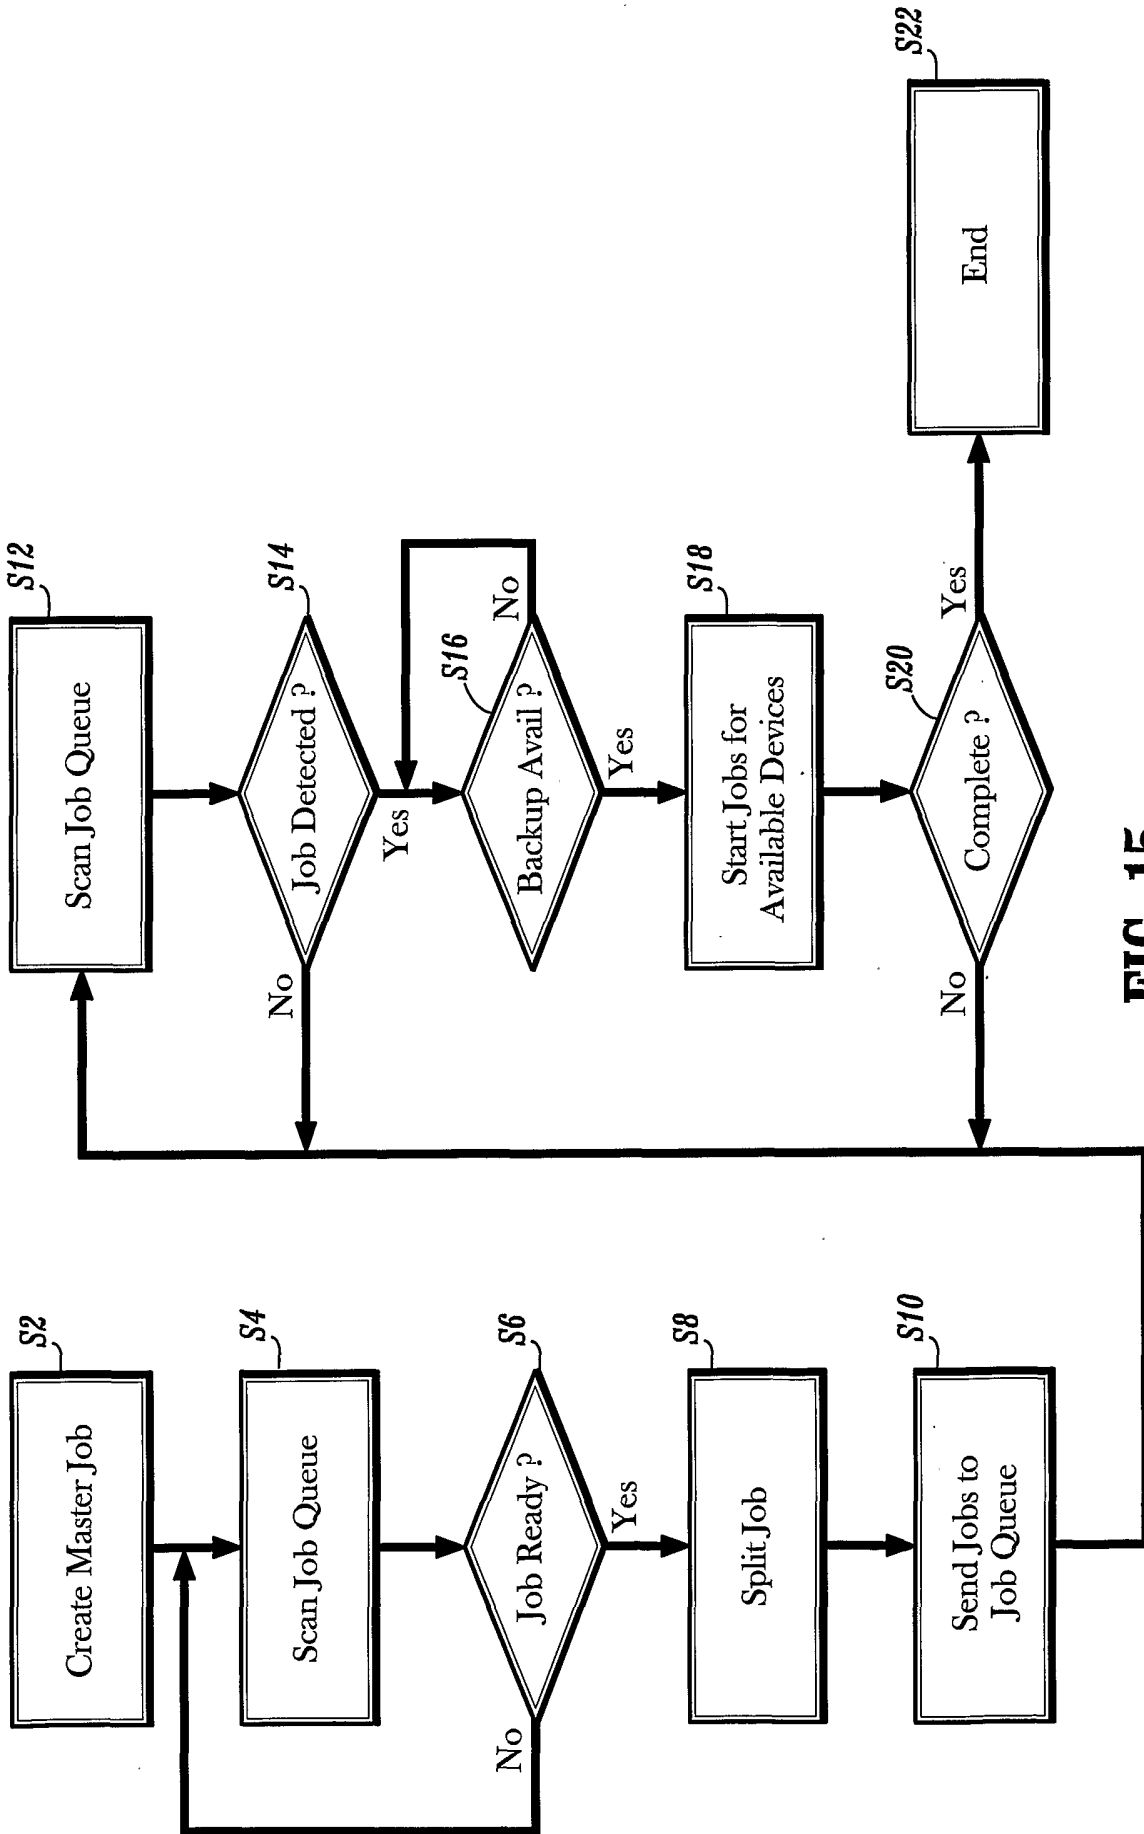 S2
Create Master Job
S4
Scan Job Queue
S6
Job Ready ?
No
Yes
S8
Split Job
S10
Send Jobs to
Job Queue
S12
Scan Job Queue
S14
Job Detected ?
No
Yes
S16
Backup Avail ?
No
Yes
S18
Start Jobs for
Available Devices
S20
Complete ?
No
Yes
S22
End
FIG. 15